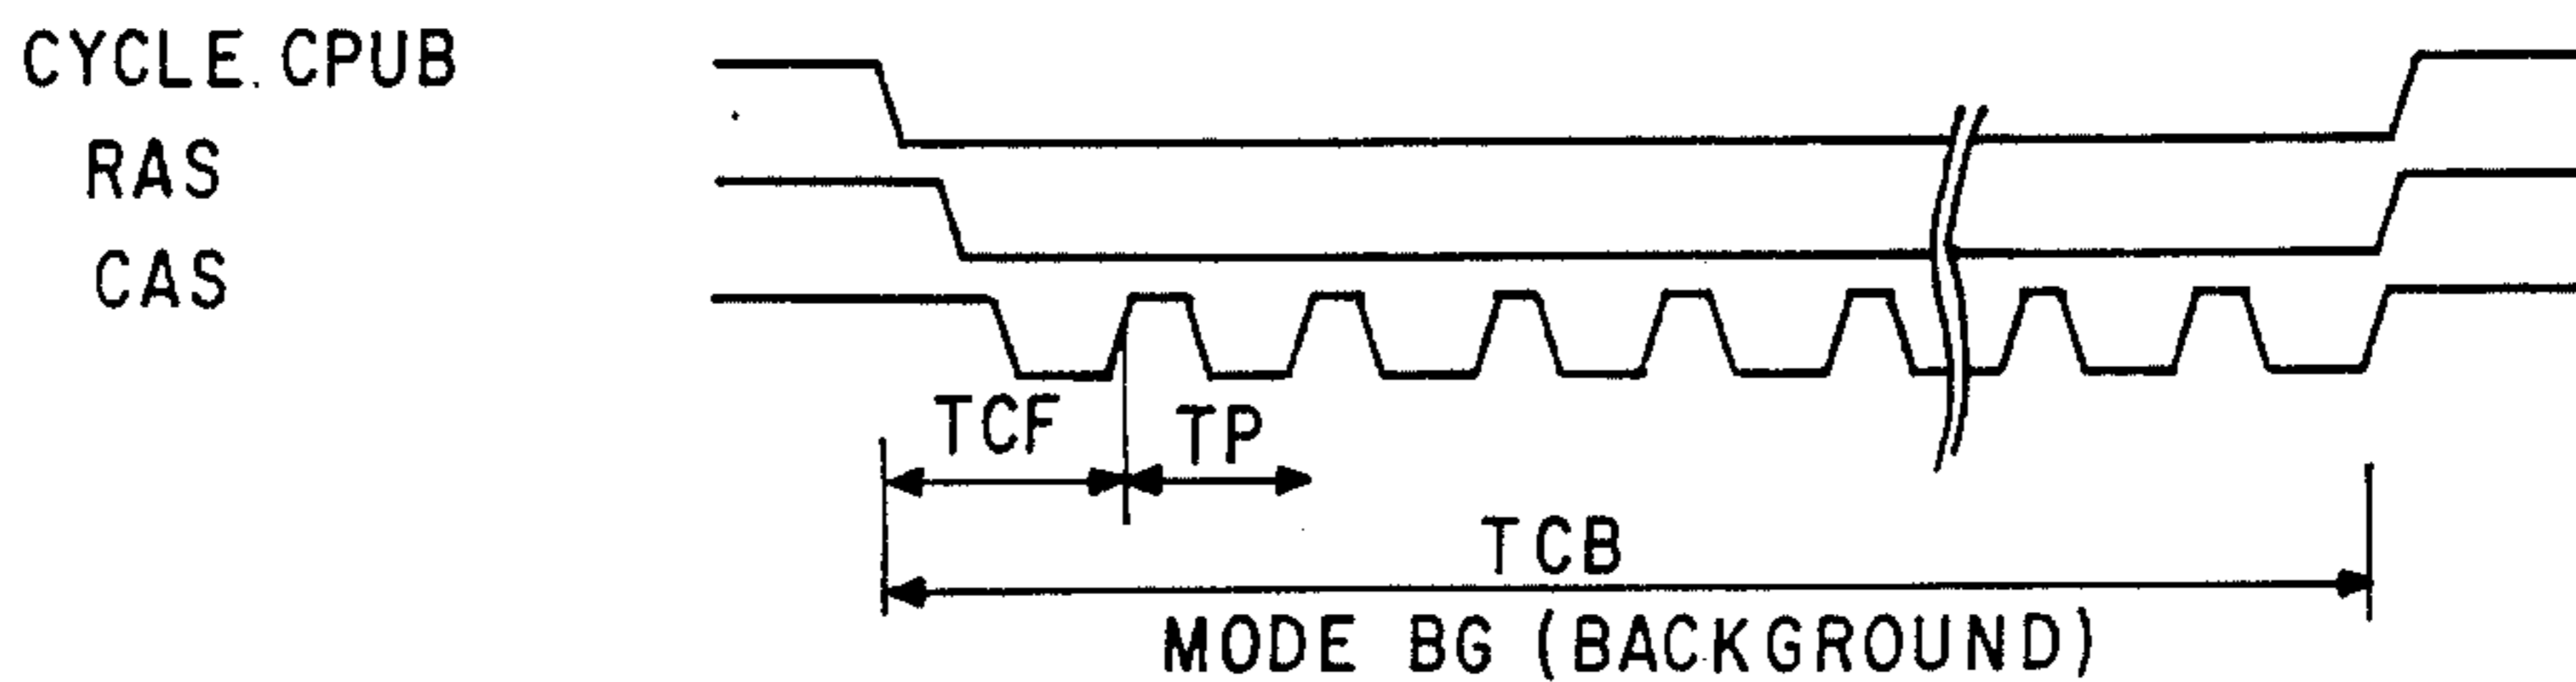 CYCLE. CPUB
RAS
CAS
TCF
TP
TCB
MODE BG (BACKGROUND)